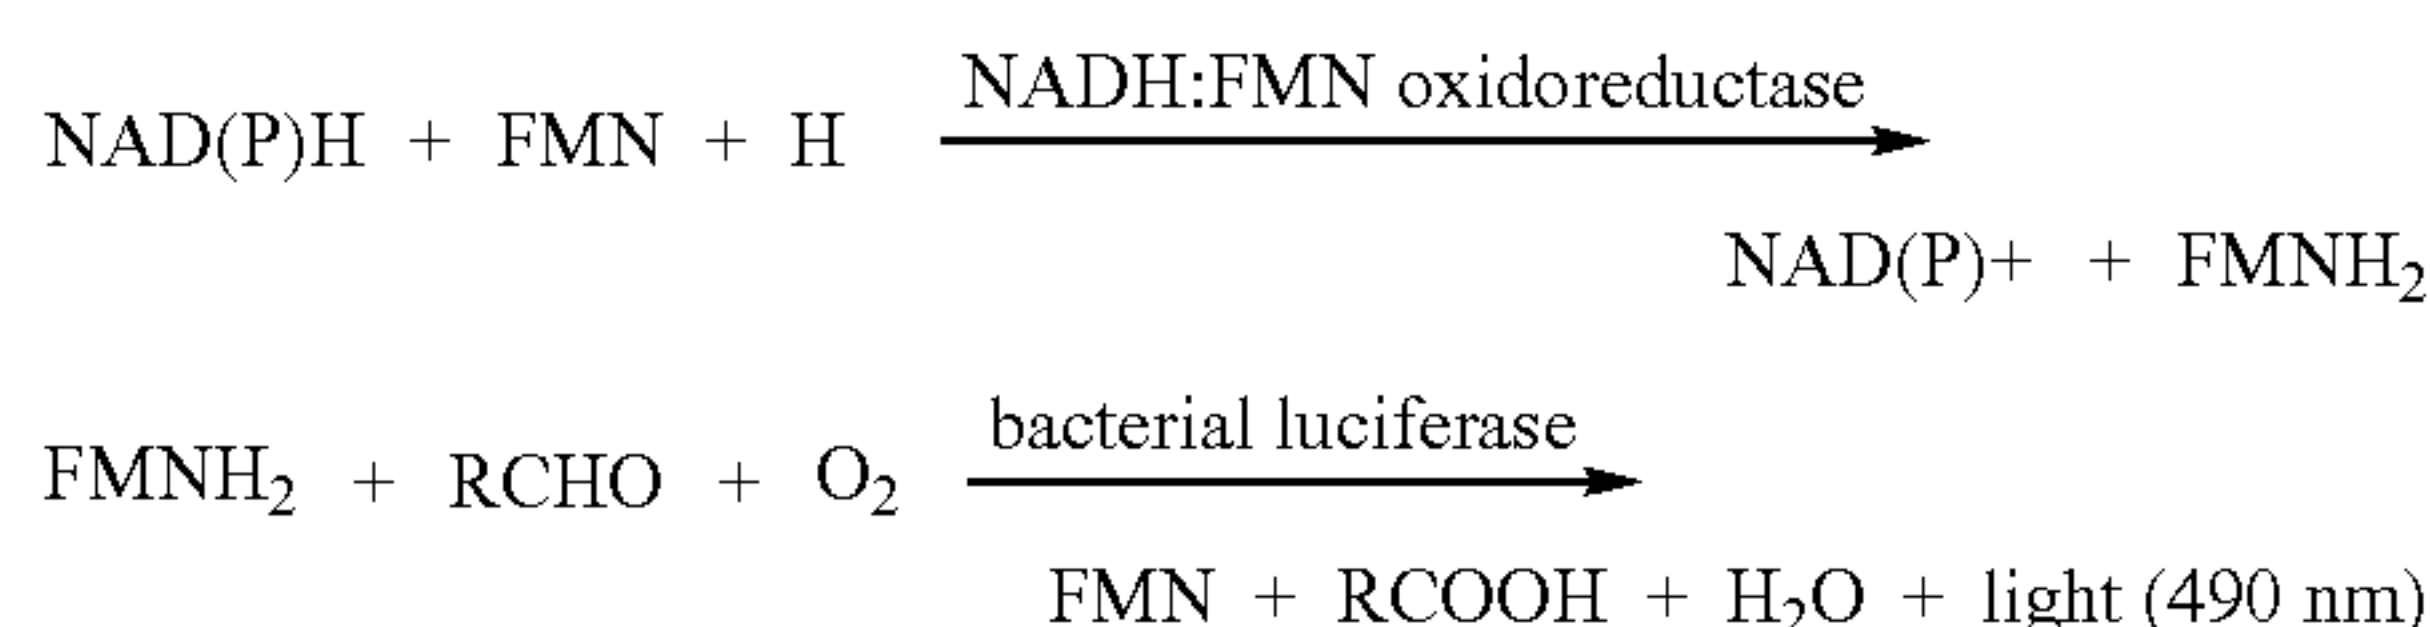 NADH:FMN oxidoreductase
NAD(P)H + FMN + H
NAD(P)+ + FMNH₂
bacterial luciferase
FMNH₂ + RCHO + O₂
FMN + RCOOH + H₂O + light (490 nm)